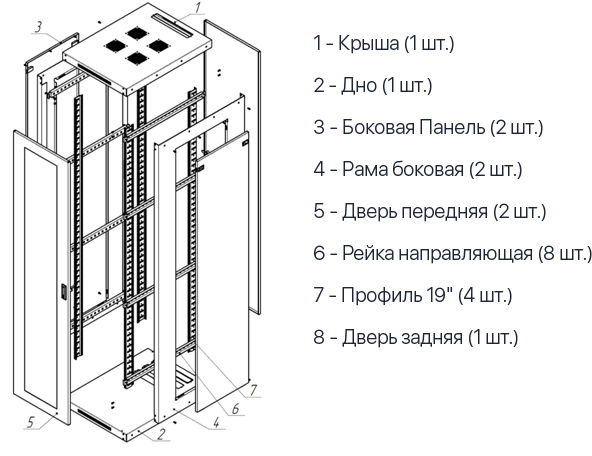 1
3
1 - Крыша (1 шт.)
2 - Дно (1 шт.)
3 - Боковая Панель (2 шт.)
4 - Рама боковая (2 шт.)
5 - Дверь передняя (2 шт.)
6 - Рейка направляющая (8 шт.)
7 - Профиль 19" (4 шт.)
8 - Дверь задняя (1 шт.)
7
6
5
2
4